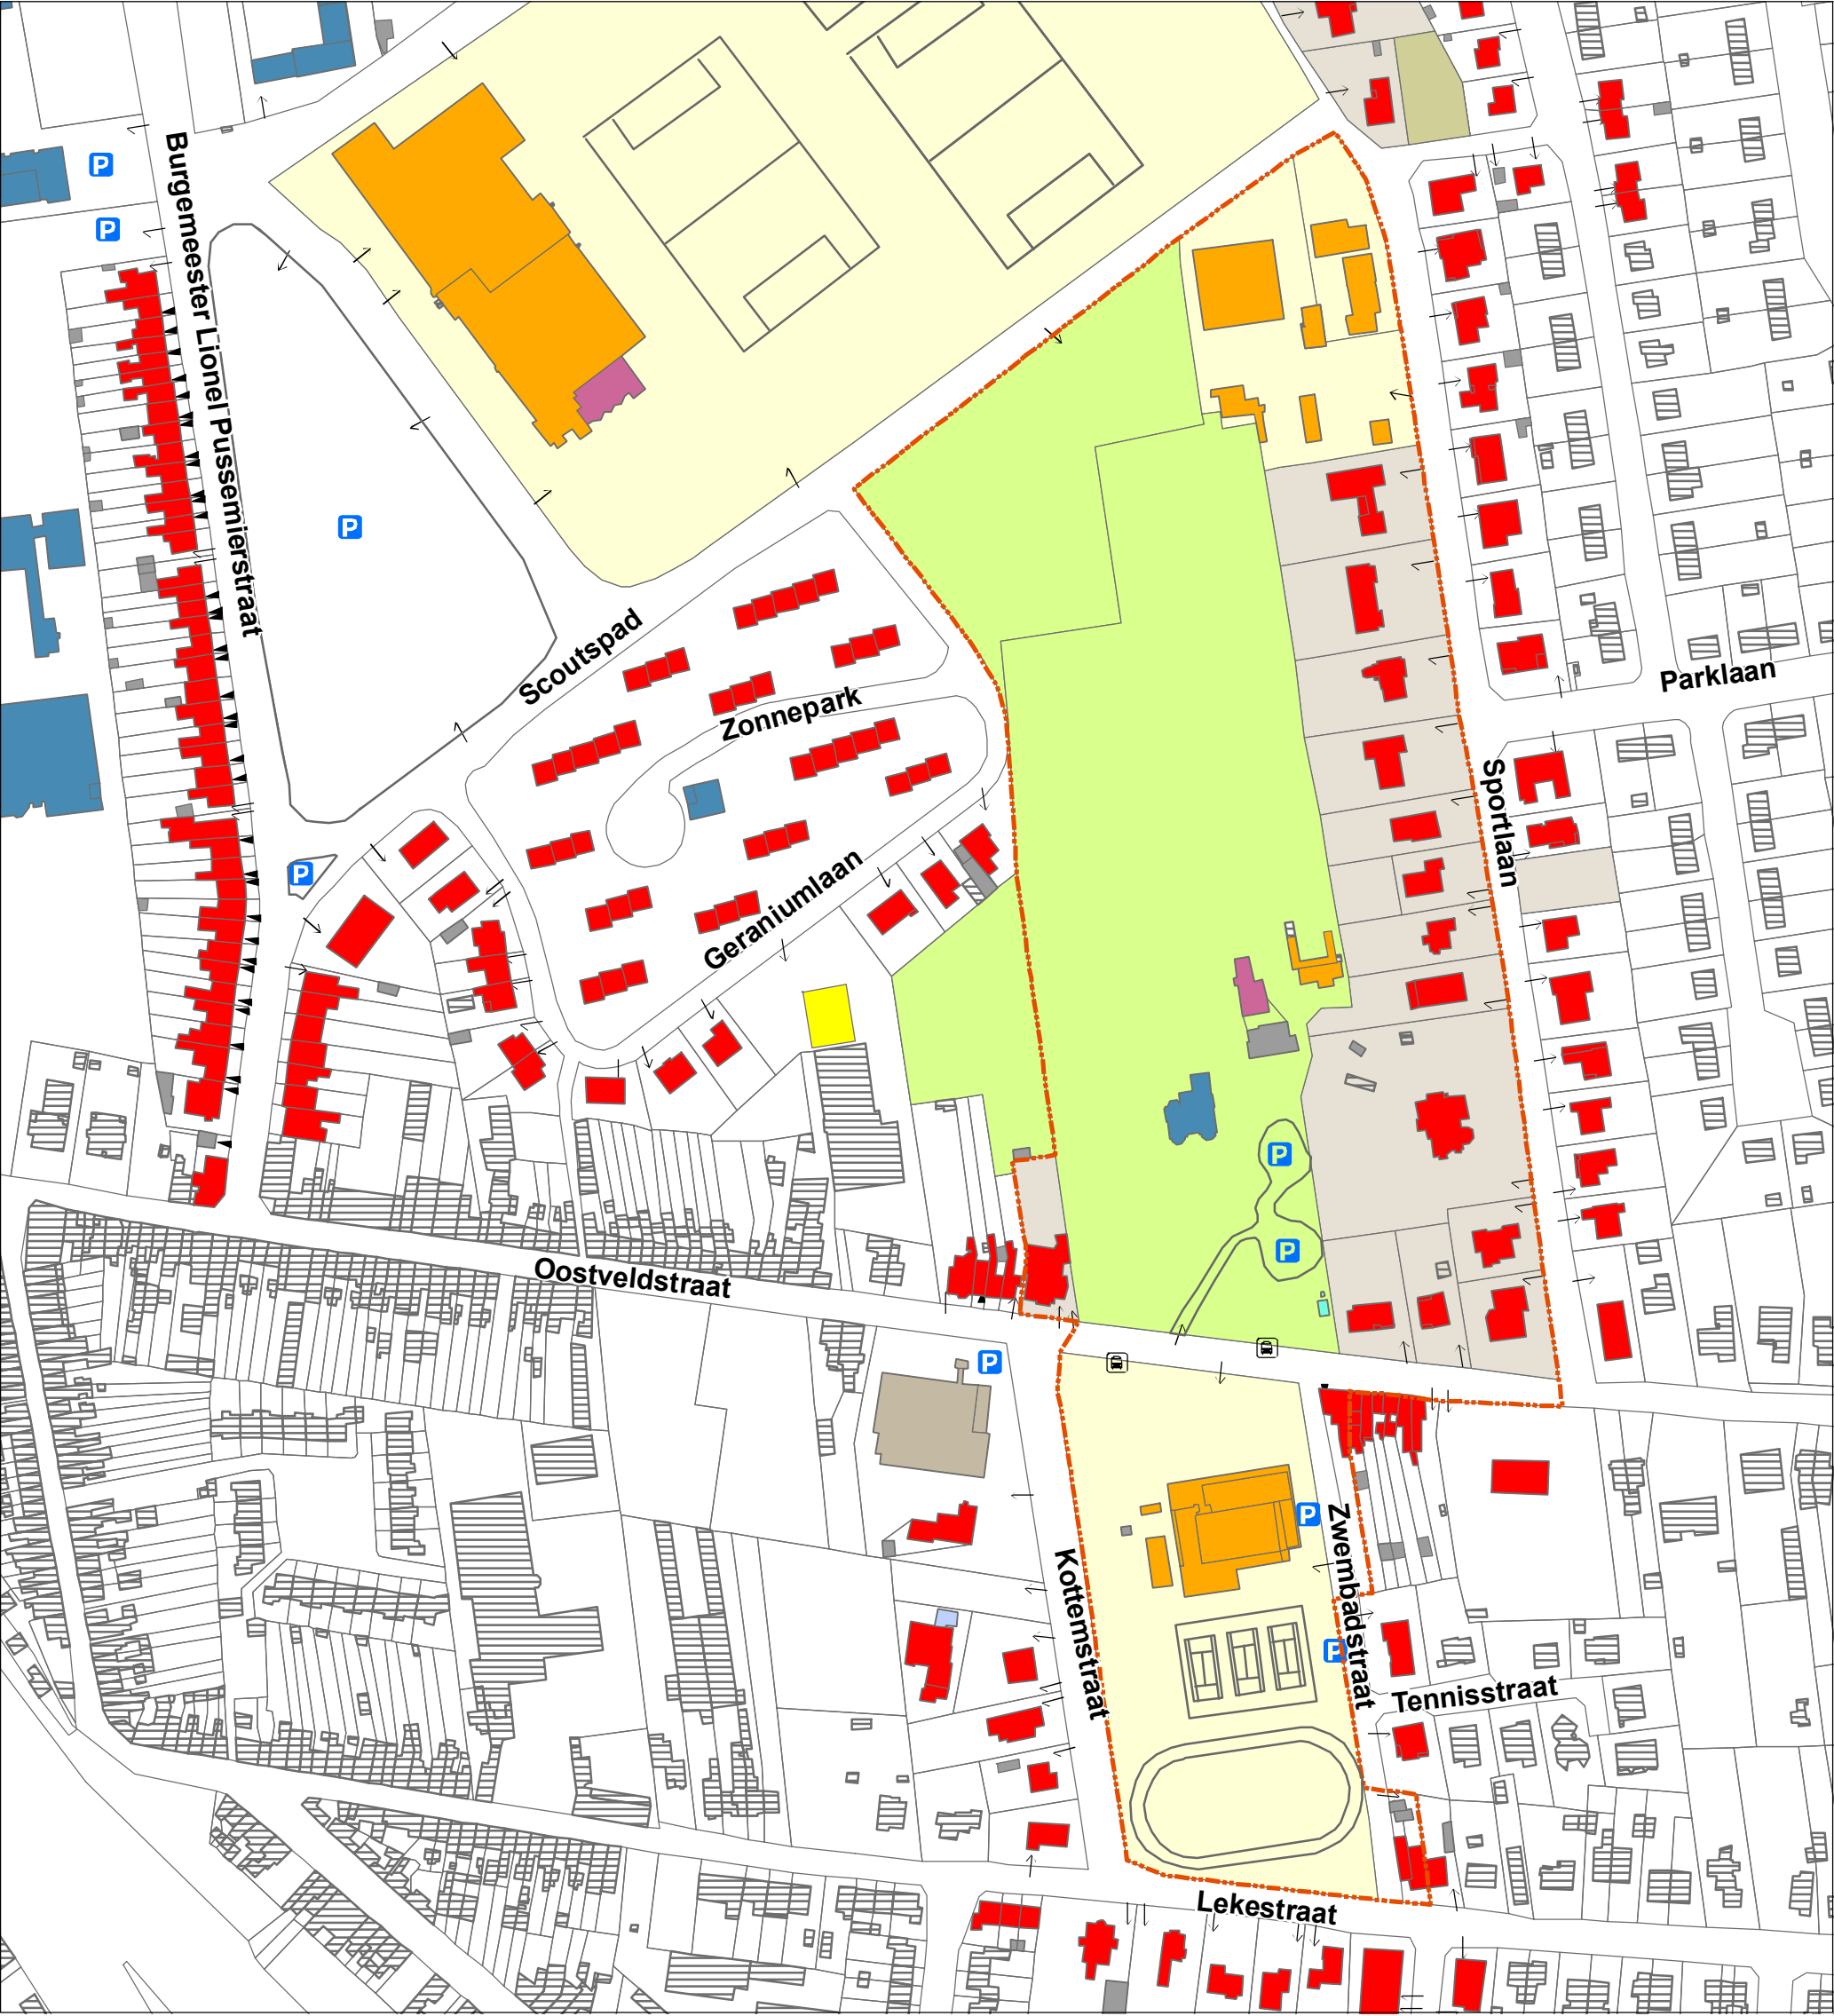 P
P
Burgemeester Lionel Pussemierstraat
P
Scoutspad
Parklaan
Zonnepark
Sportlaan
P
Geraniumlaan
P
P
Oostveldstraat
P
P
Zwembadstraat
Kottemstraat
P
Tennisstraat
Lekestraat